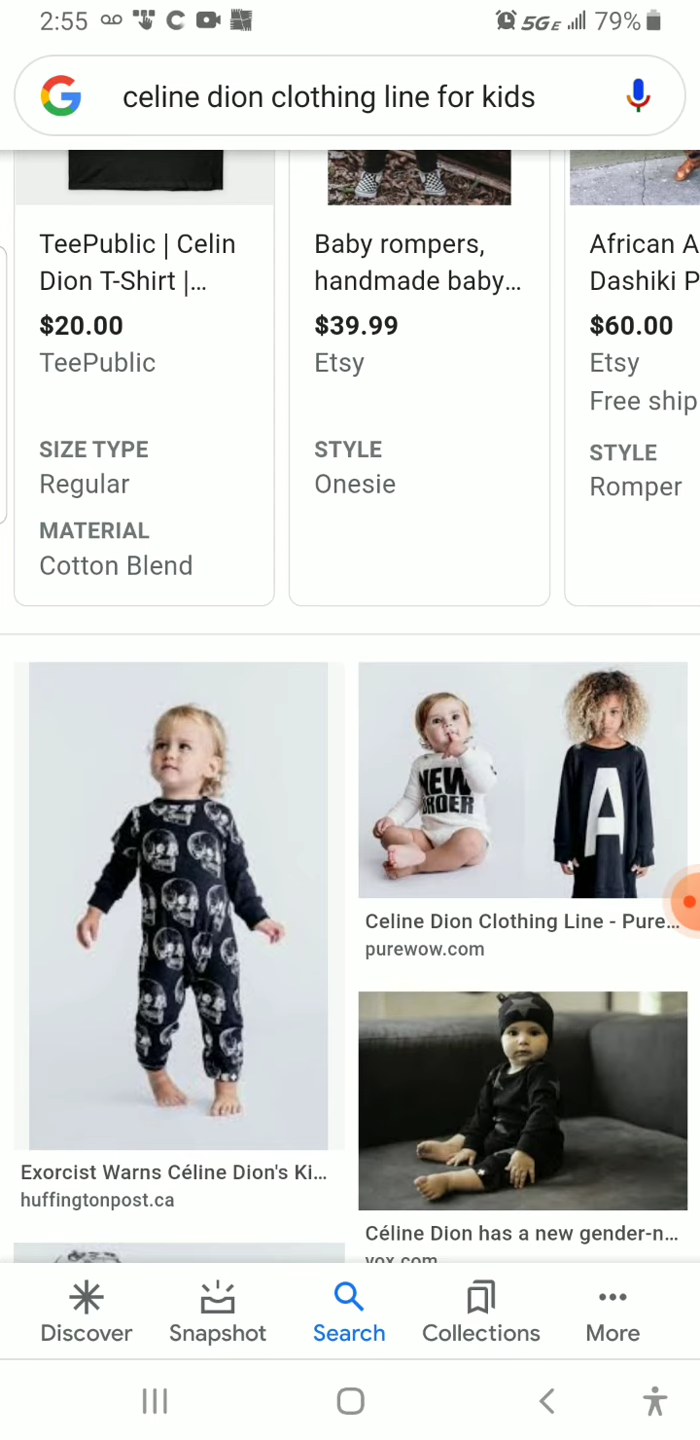 2:55
5GE 79%
celine dion clothing line for kids
TeePublic | Celin
Dion T-Shirt |...
$20.00
TeePublic
SIZE TYPE
Regular
MATERIAL
Cotton Blend
Baby rompers,
handmade baby...
$39.99
Etsy
STYLE
Onesie
African A
Dashiki P
$60.00
Etsy
Free ship
STYLE
Romper
NEW
ORDER
A
Exorcist Warns Céline Dion's Ki...
huffingtonpost.ca
Celine Dion Clothing Line - Pure...
purewow.com
Céline Dion has a new gender-n...
vox.com
Discover
Snapshot
Search
Collections
More